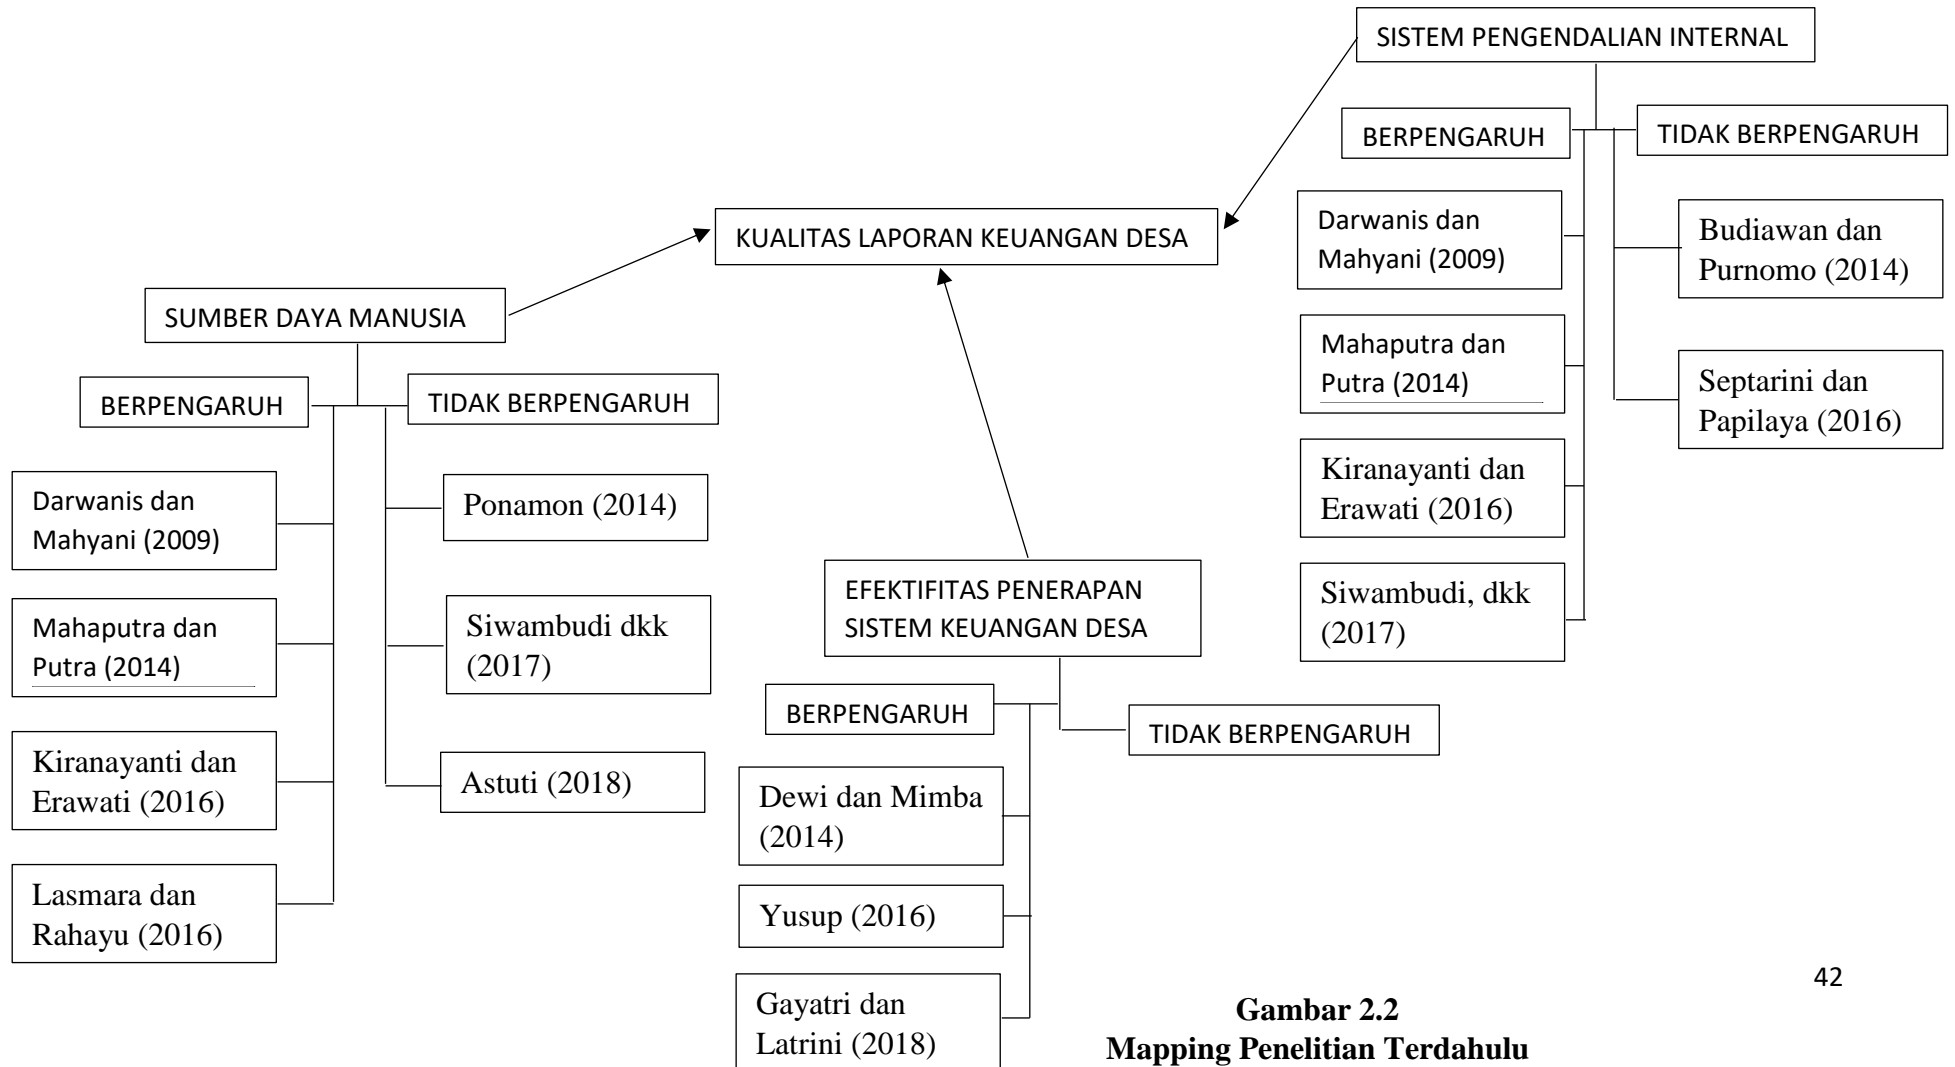 SISTEM PENGENDALIAN INTERNAL
BERPENGARUH
TIDAK BERPENGARUH
Darwanis dan
Mahyani (2009)
Mahaputra dan
Putra (2014)
Kiranayanti dan
Erawati (2016)
Siwambudi, dkk
(2017)
Budiawan dan
Purnomo (2014)
Septarini dan
Papilaya (2016)
KUALITAS LAPORAN KEUANGAN DESA
SUMBER DAYA MANUSIA
BERPENGARUH
TIDAK BERPENGARUH
Darwanis dan
Mahyani (2009)
Mahaputra dan
Putra (2014)
Kiranayanti dan
Erawati (2016)
Lasmara dan
Rahayu (2016)
Ponamon (2014)
Siwambudi dkk
(2017)
Astuti (2018)
EFEKTIFITAS PENERAPAN
SISTEM KEUANGAN DESA
BERPENGARUH
TIDAK BERPENGARUH
Dewi dan Mimba
(2014)
Yusup (2016)
Gayatri dan
Latrini (2018)
42
Gambar 2.2
Mapping Penelitian Terdahulu